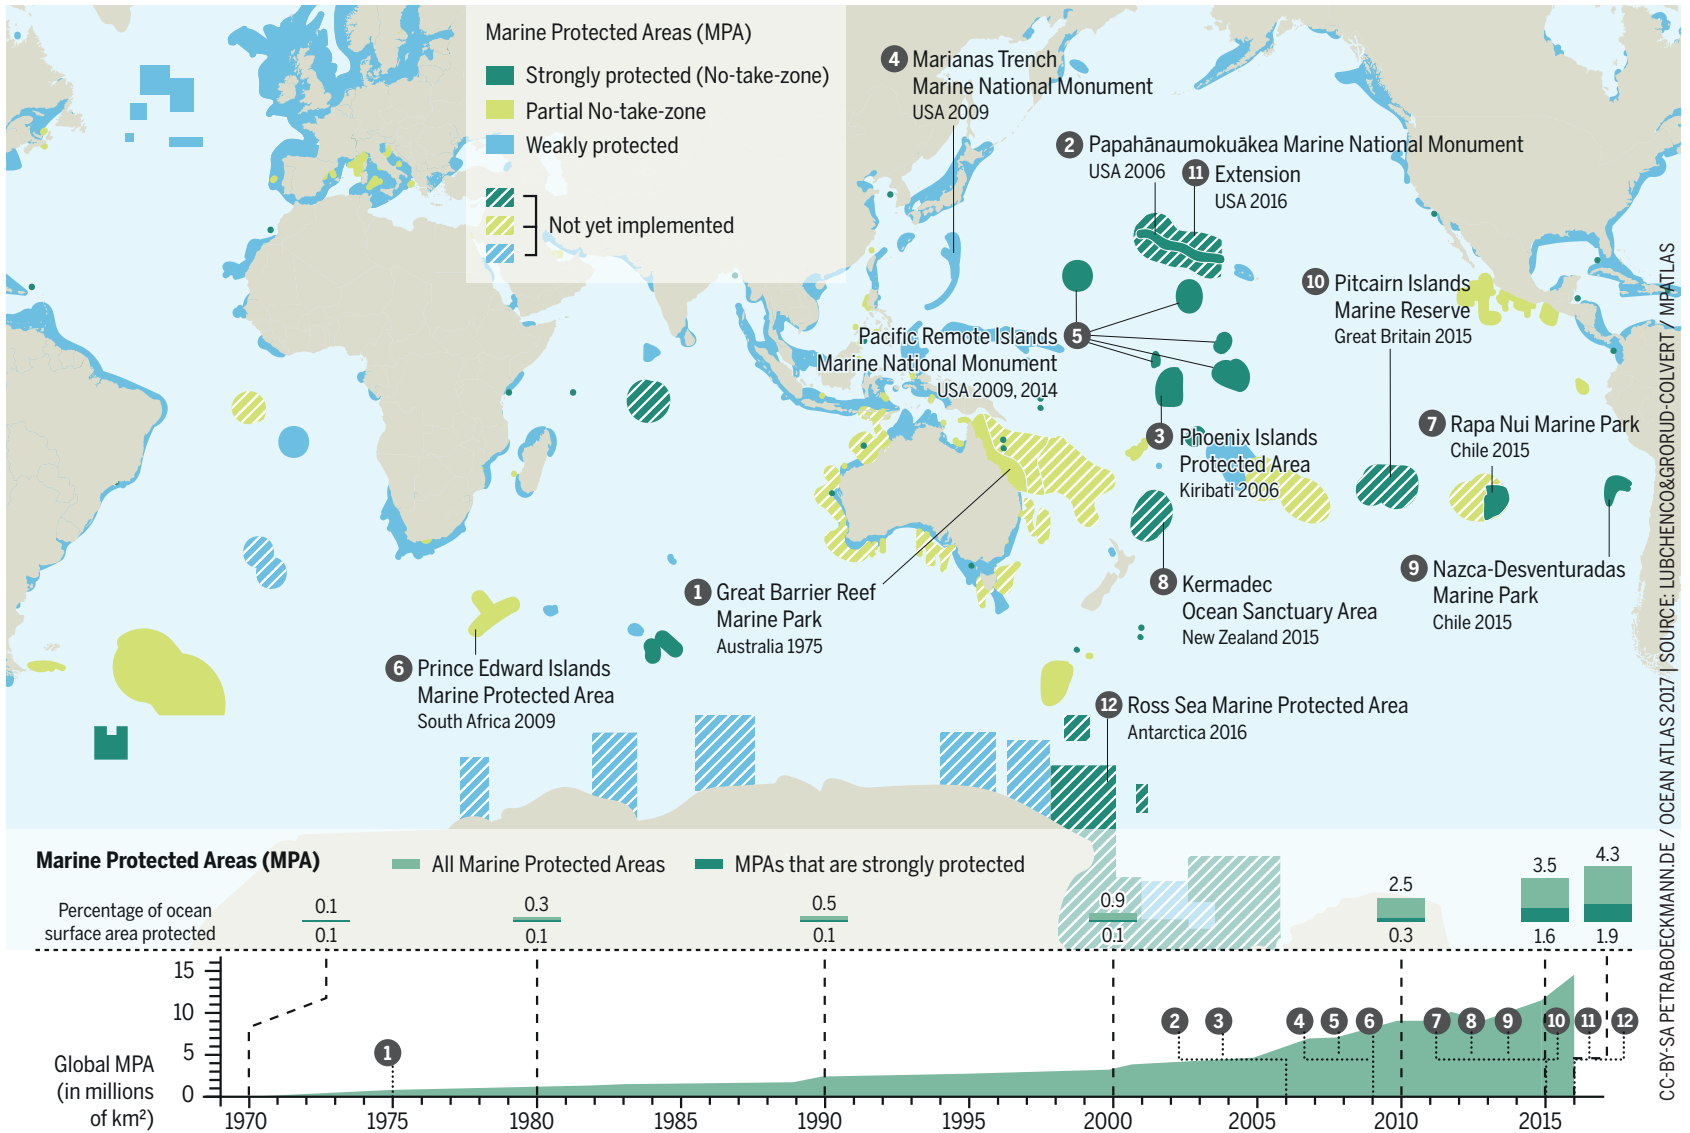 Marine Protected Areas (MPA)
Strongly protected (No-take-zone)
Partial No-take-zone
Weakly protected
Not yet implemented
4 Marianas Trench
Marine National Monument
USA 2009
2 Papahānaumokuākea Marine National Monument
USA 2006
11 Extension
USA 2016
10 Pitcairn Islands
Marine Reserve
Great Britain 2015
Pacific Remote Islands 5
Marine National Monument
USA 2009, 2014
7 Rapa Nui Marine Park
Chile 2015
3 Phoenix Islands
Protected Area
Kiribati 2006
9 Nazca-Desventuradas
Marine Park
Chile 2015
8 Kermadec
Ocean Sanctuary Area
New Zealand 2015
1 Great Barrier Reef
Marine Park
Australia 1975
6 Prince Edward Islands
Marine Protected Area
South Africa 2009
12 Ross Sea Marine Protected Area
Antarctica 2016
Marine Protected Areas (MPA)
All Marine Protected Areas
MPAs that are strongly protected
Percentage of ocean
surface area protected
0.1 0.3 0.5 0.9 2.5 3.5 4.3
0.1 0.1 0.1 0.1 0.3 1.6 1.9
Global MPA
(in millions
of km²)
15
10
5
0
1 2 3 4 5 6 7 8 9 10 11 12
1970 1975 1980 1985 1990 1995 2000 2005 2010 2015
CC-BY-SA PETRABOECKMANN.DE / OCEAN ATLAS 2017 | SOURCE: LUBCHENCO&GRORUD-COLVERT / MPATLAS